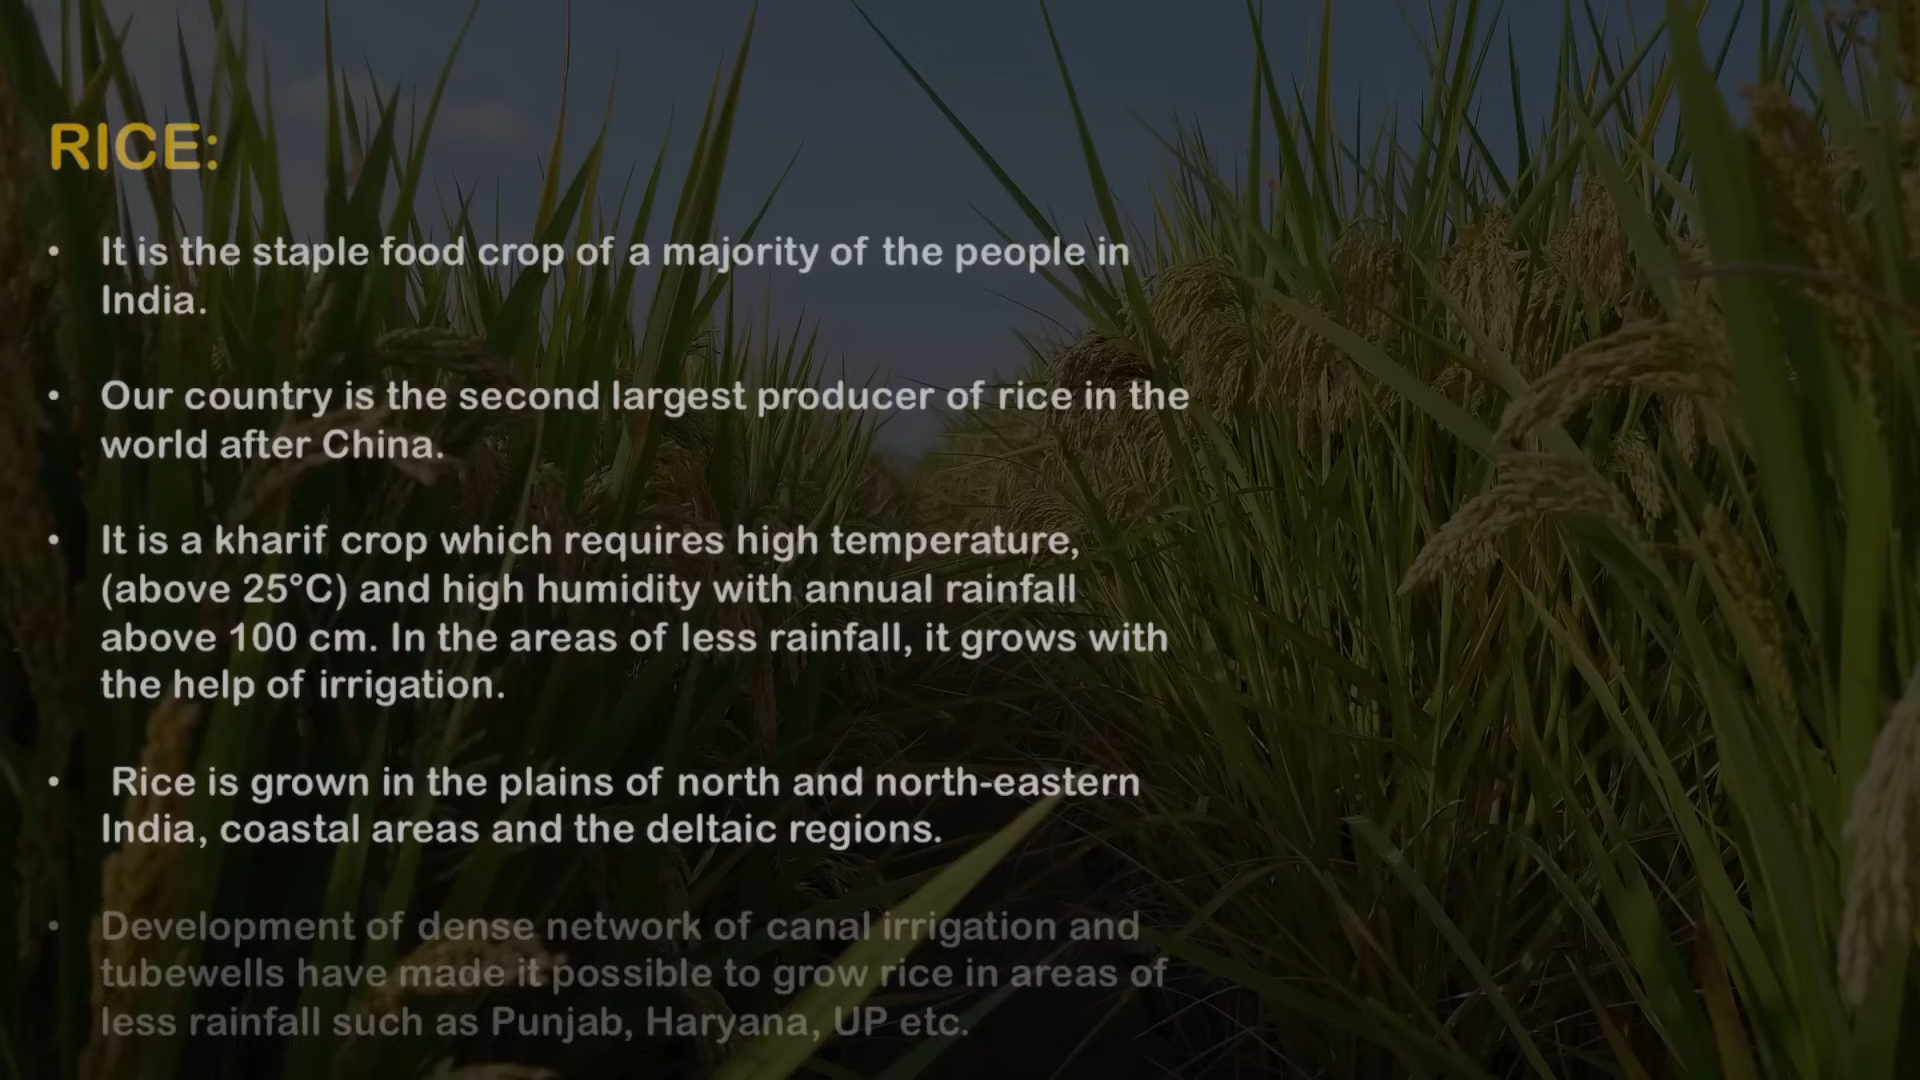 RICE:
• It is the staple food crop of a majority of the people in
India.
• Our country is the second largest producer of rice in the
world after China.
• It is a kharif crop which requires high temperature,
(above 25°C) and high humidity with annual rainfall
above 100 cm. In the areas of less rainfall, it grows with
the help of irrigation.
• Rice is grown in the plains of north and north-eastern
India, coastal areas and the deltaic regions.
• Development of dense network of canal irrigation and
tubewells have made it possible to grow rice in areas of
less rainfall such as Punjab, Haryana, UP etc.